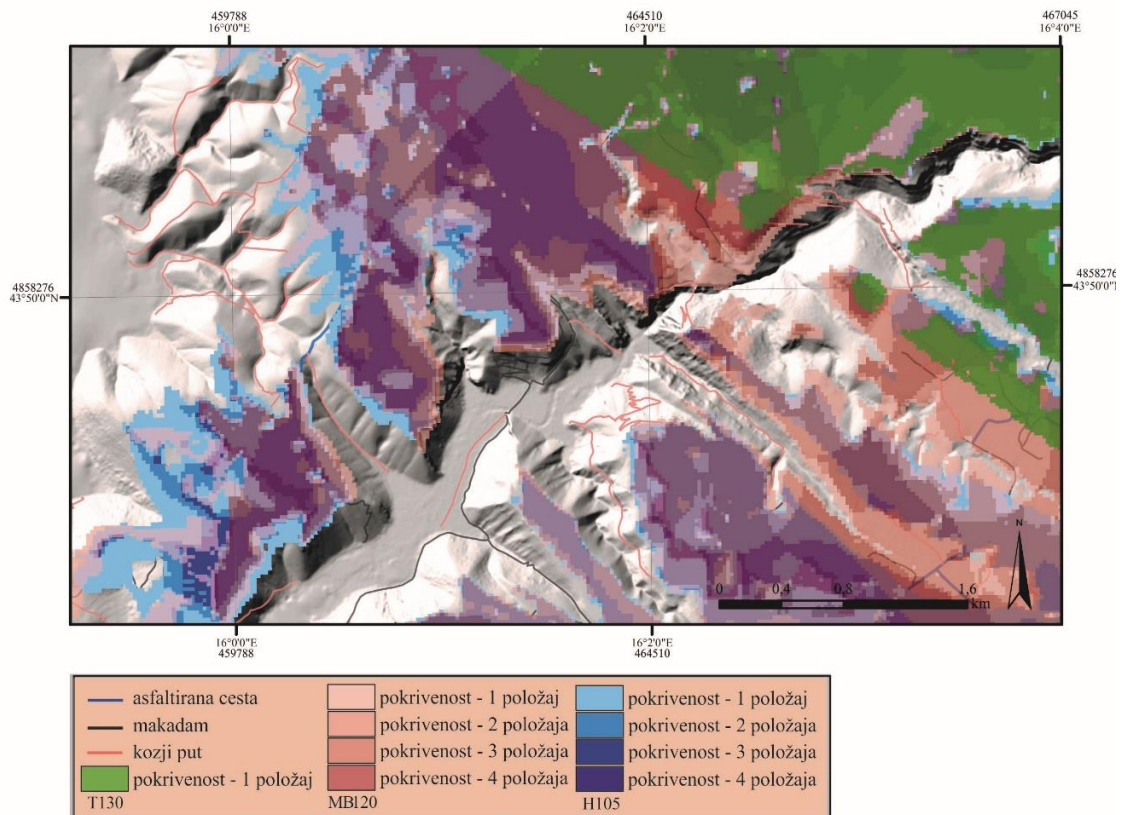 459788
16°0'0"E
464510
16°2'0"E
467045
16°4'0"E
4858276
43°50'0"N
4858276
43°50'0"N
N
0 0,4 0,8 1,6
km
16°0'0"E
459788
16°2'0"E
464510
asfaltirana cesta
makadam
kozji put
pokrivenost - 1 položaj
T130
pokrivenost - 1 položaj
pokrivenost - 2 položaja
pokrivenost - 3 položaja
pokrivenost - 4 položaja
MB120
pokrivenost - 1 položaj
pokrivenost - 2 položaja
pokrivenost - 3 položaja
pokrivenost - 4 položaja
H105